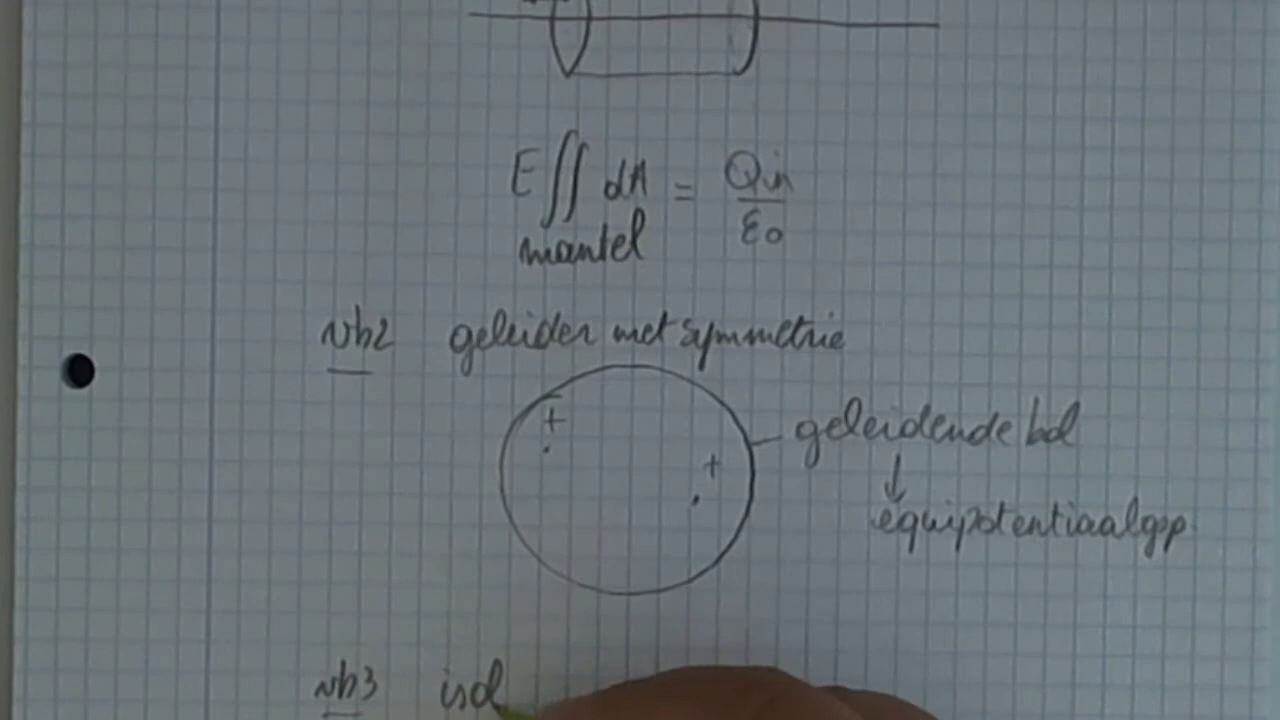 E∬ dA = Qin/ε0
mantel
vb2 geleider met symmetrie
+
+
geleidende bol
↓
equipotentiaalopp
vb3 isol